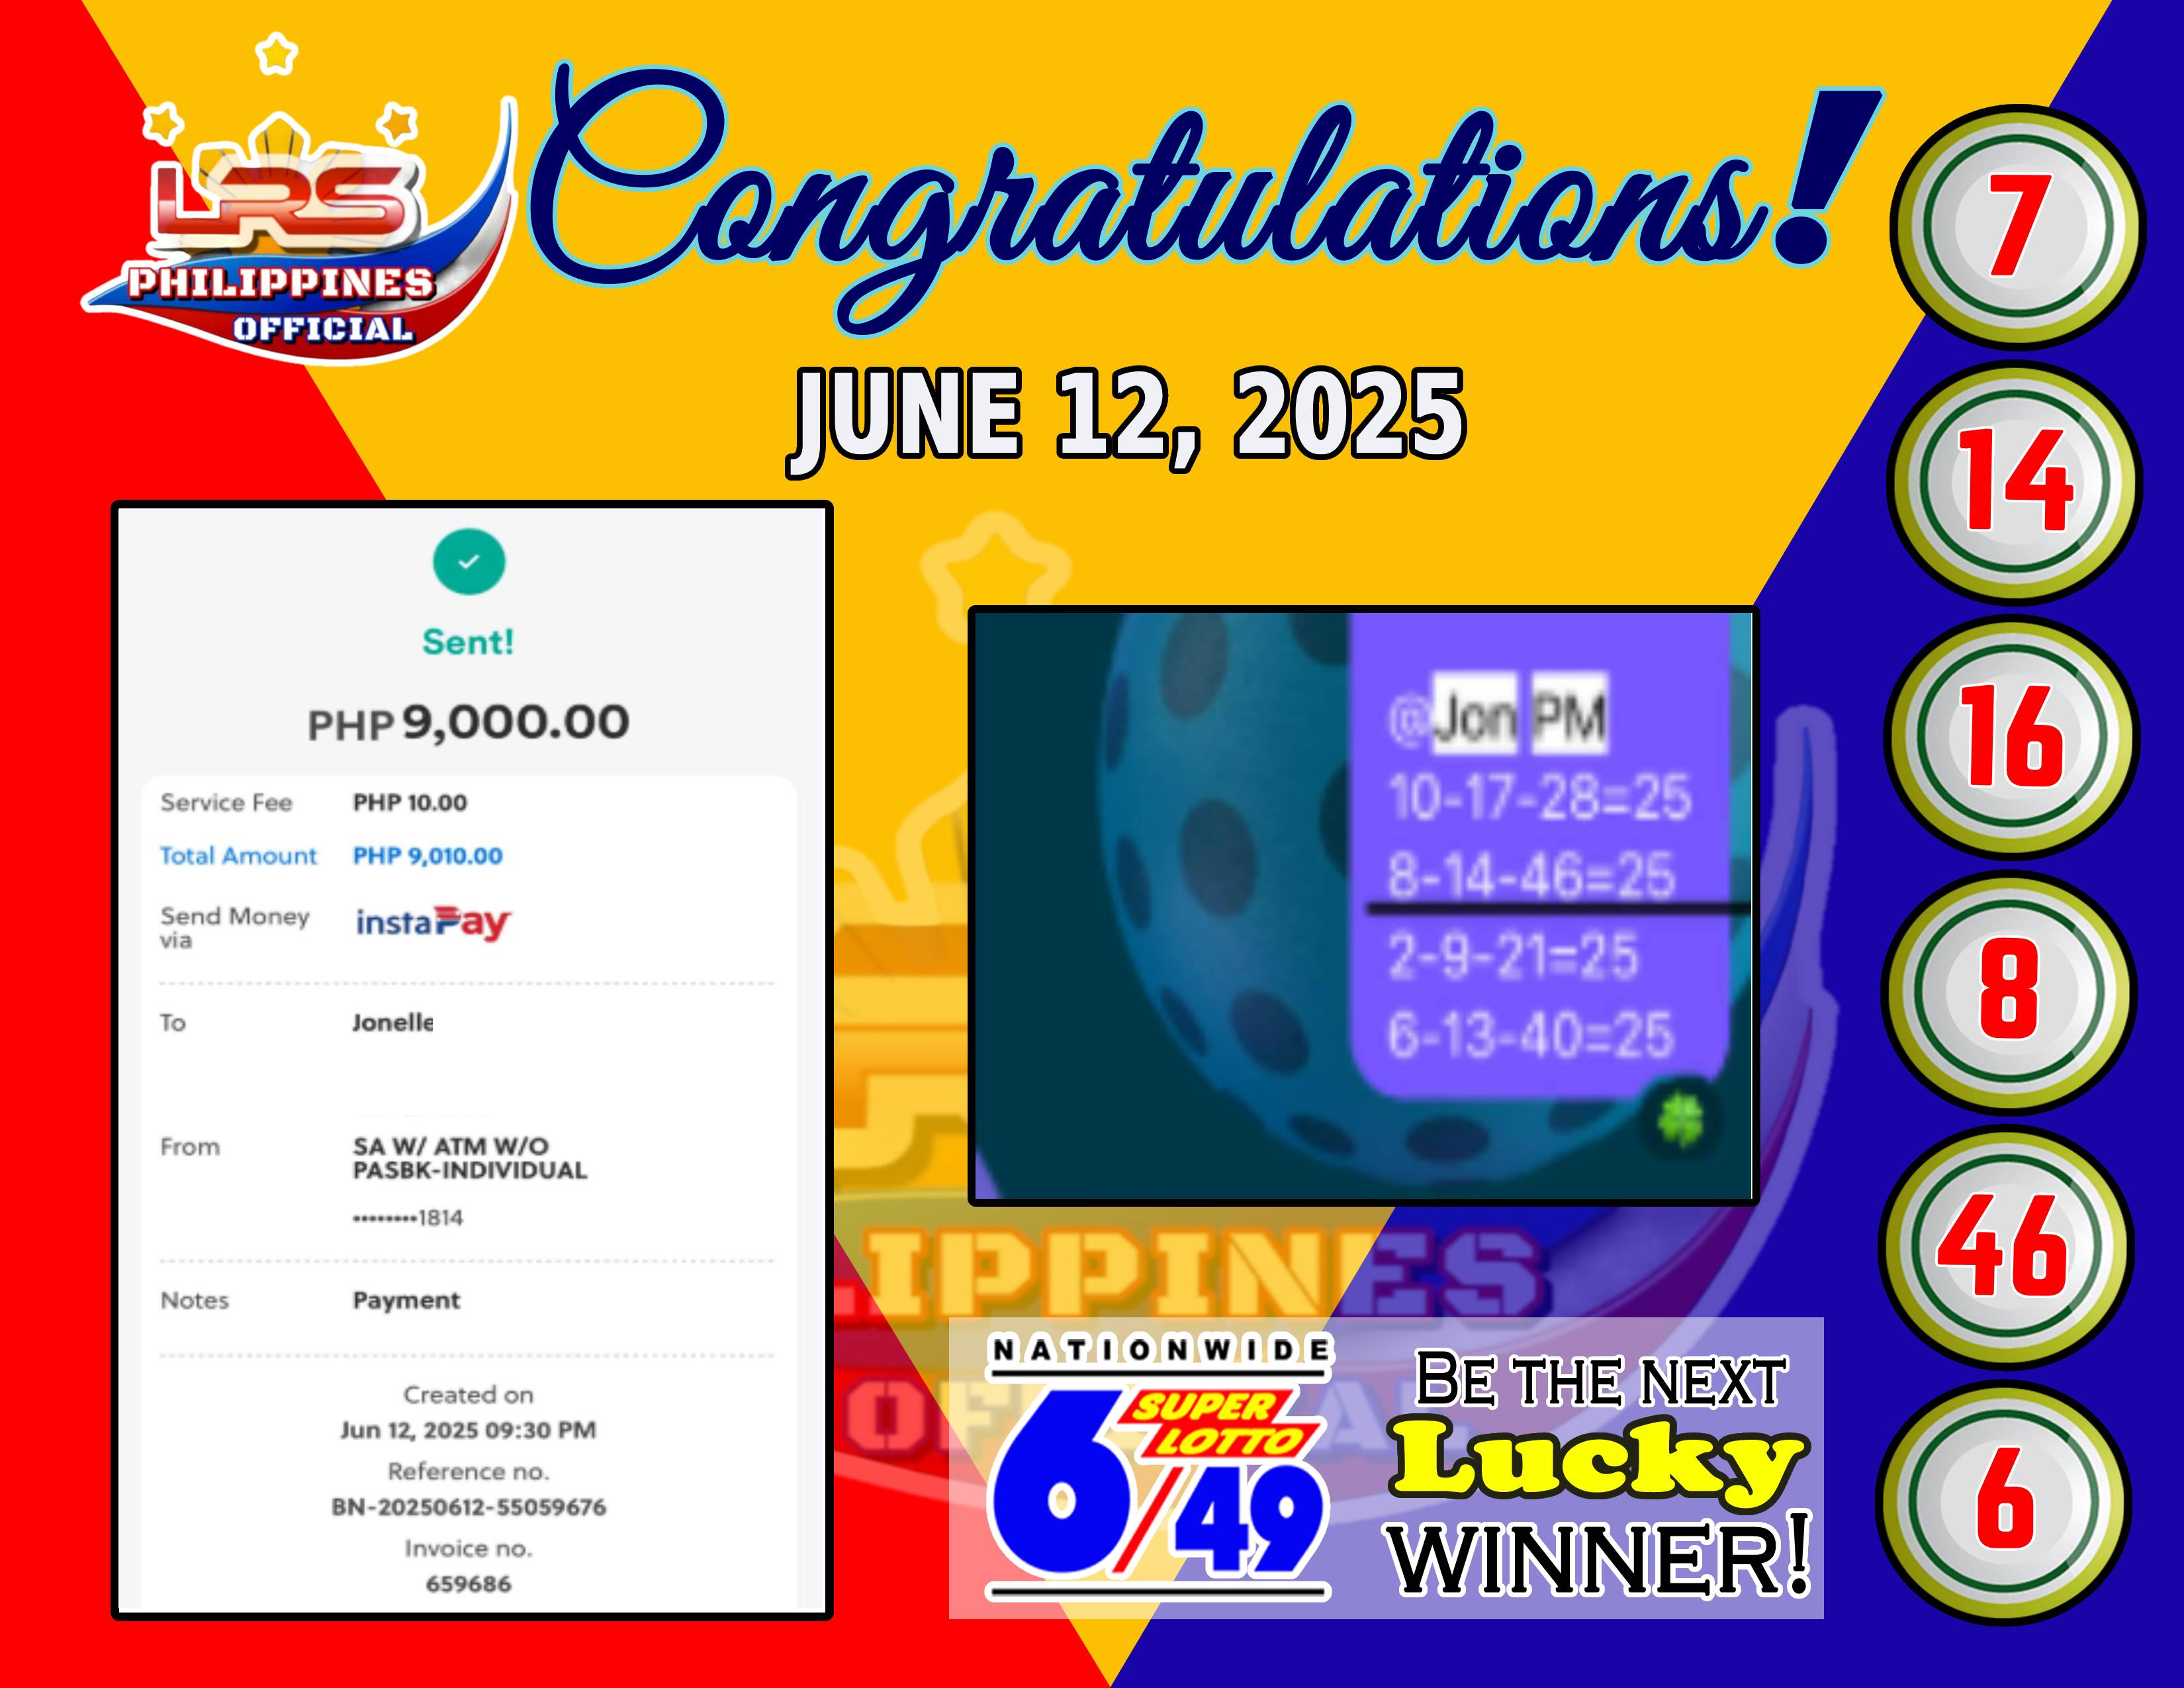 Congratulations!
LRS
PHILIPPINES
OFFICIAL
JUNE 12, 2025
7
14
16
8
46
6
Sent!
PHP 9,000.00
Service Fee PHP 10.00
Total Amount PHP 9,010.00
Send Money via instaPay
To Jonelle
From SA W/ ATM W/O
PASBK-INDIVIDUAL
••••••••1814
Notes Payment
Created on
Jun 12, 2025 09:30 PM
Reference no.
BN-20250612-55059676
Invoice no.
659686
@Jon PM
10-17-28=25
8-14-46=25
2-9-21=25
6-13-40=25
LIPPINES
NATIONWIDE
SUPER
LOTTO
6/49
BE THE NEXT
Lucky
WINNER!